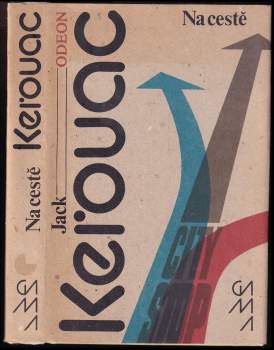 Na cestě
Kerouac
Jack
ODEON
Kerouac
Na cestě
CITY
STOP